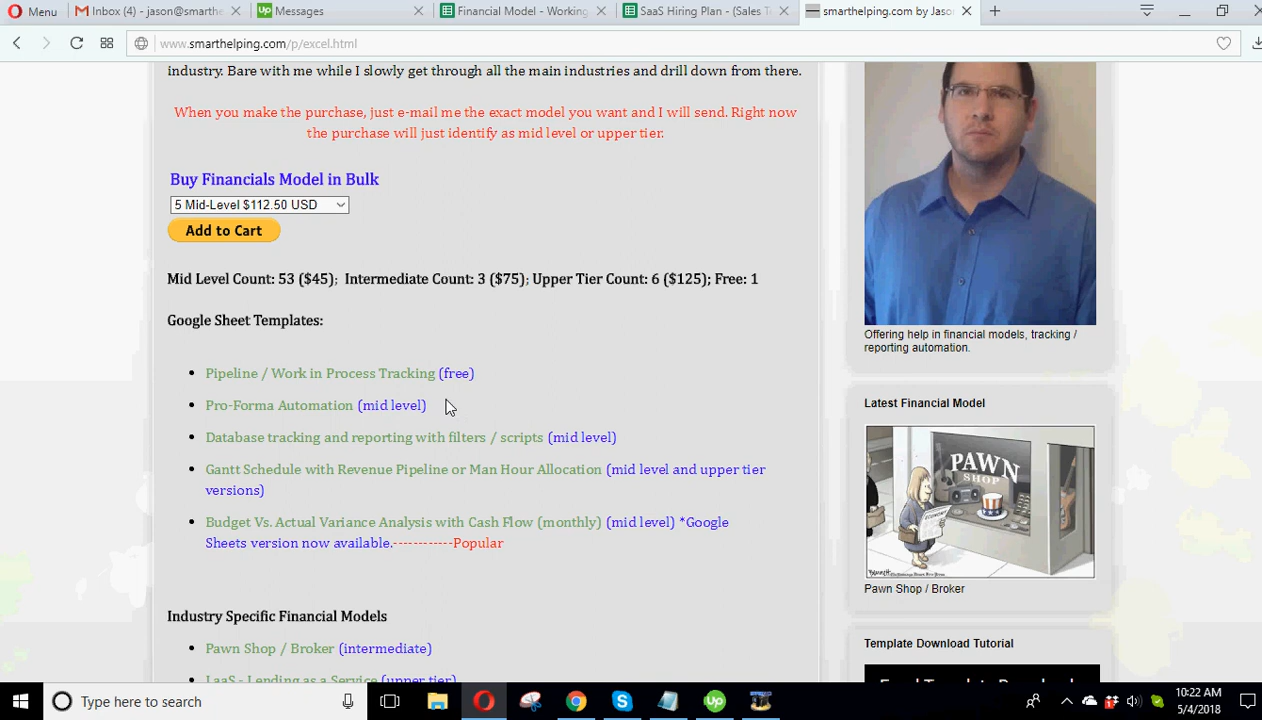 Menu
Inbox (4) - jason@smarthe
Messages
Financial Model - Working
SaaS Hiring Plan - (Sales T
smarthelping.com by Jaso
www.smarthelping.com/p/excel.html
industry. Bare with me while I slowly get through all the main industries and drill down from there.
When you make the purchase, just e-mail me the exact model you want and I will send. Right now
the purchase will just identify as mid level or upper tier.
Buy Financials Model in Bulk
5 Mid-Level $112.50 USD
Add to Cart
Mid Level Count: 53 ($45); Intermediate Count: 3 ($75); Upper Tier Count: 6 ($125); Free: 1
Google Sheet Templates:
Pipeline / Work in Process Tracking (free)
Pro-Forma Automation (mid level)
Database tracking and reporting with filters / scripts (mid level)
Gantt Schedule with Revenue Pipeline or Man Hour Allocation (mid level and upper tier
versions)
Budget Vs. Actual Variance Analysis with Cash Flow (monthly) (mid level) *Google
Sheets version now available.------------Popular
Industry Specific Financial Models
Pawn Shop / Broker (intermediate)
LaaS - Lending as a Service (upper tier)
Offering help in financial models, tracking /
reporting automation.
Latest Financial Model
PAWN
SHOP
Pawn Shop / Broker
Template Download Tutorial
Type here to search
10:22 AM
5/4/2018